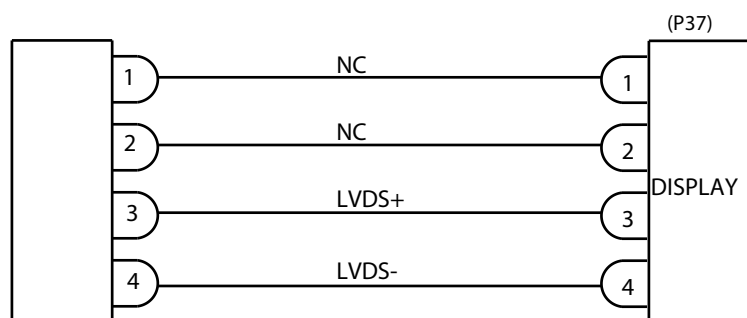 (P37)
1 NC 1
2 NC 2
DISPLAY
3 LVDS+ 3
4 LVDS- 4